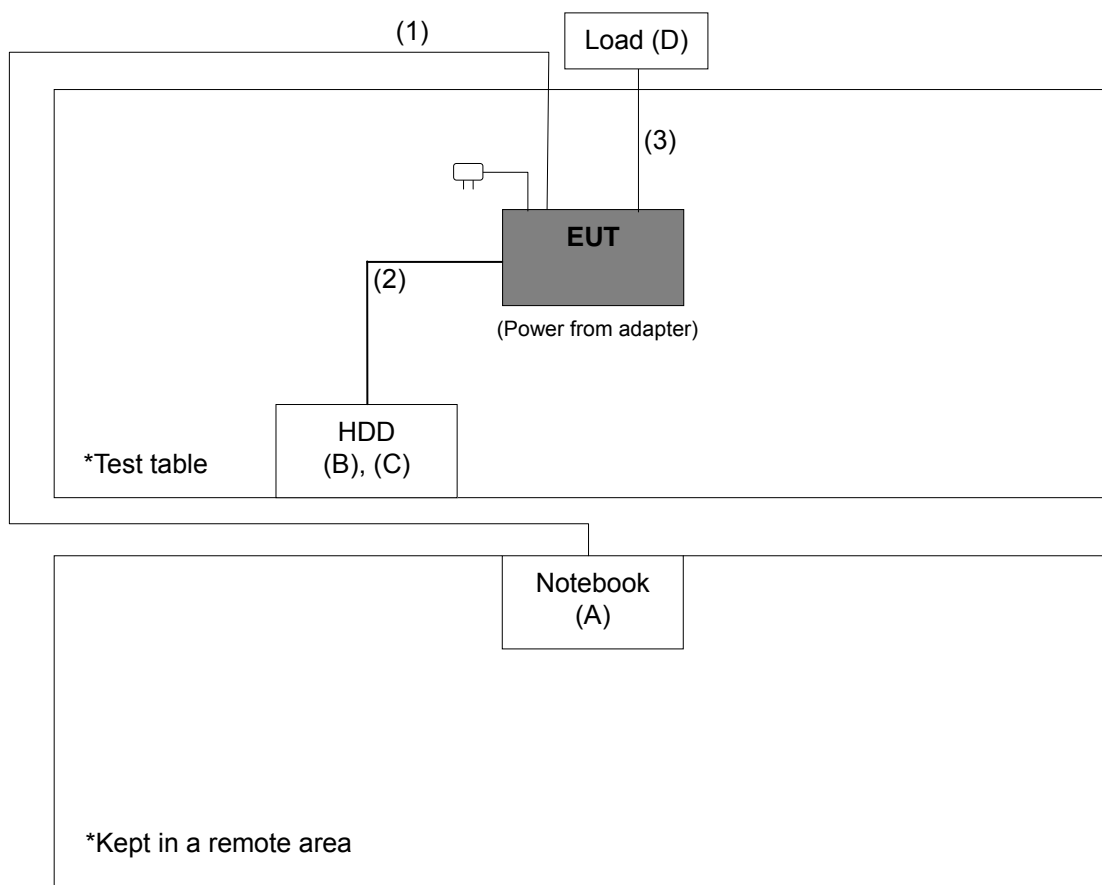 (1)
Load (D)
(3)
EUT
(2)
(Power from adapter)
HDD
(B), (C)
*Test table
Notebook
(A)
*Kept in a remote area